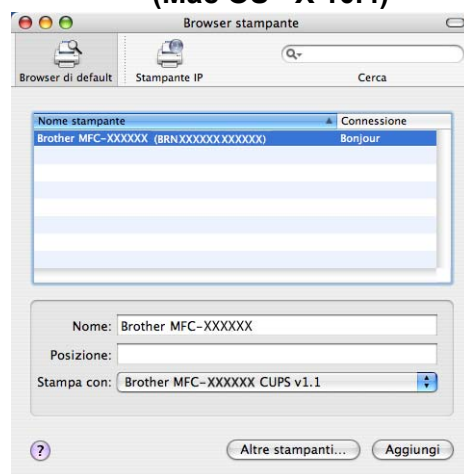 (Mac OS X 10.4)
Browser stampante
Browser di default
Stampante IP
Q-
Cerca
Nome stampante
Connessione
Brother MFC-XXXXXX (BRNXXXXXXXXXXXX)
Bonjour
Nome: Brother MFC-XXXXXX
Posizione:
Stampa con: Brother MFC-XXXXXX CUPS v1.1
?
Altre stampanti...
Aggiungi